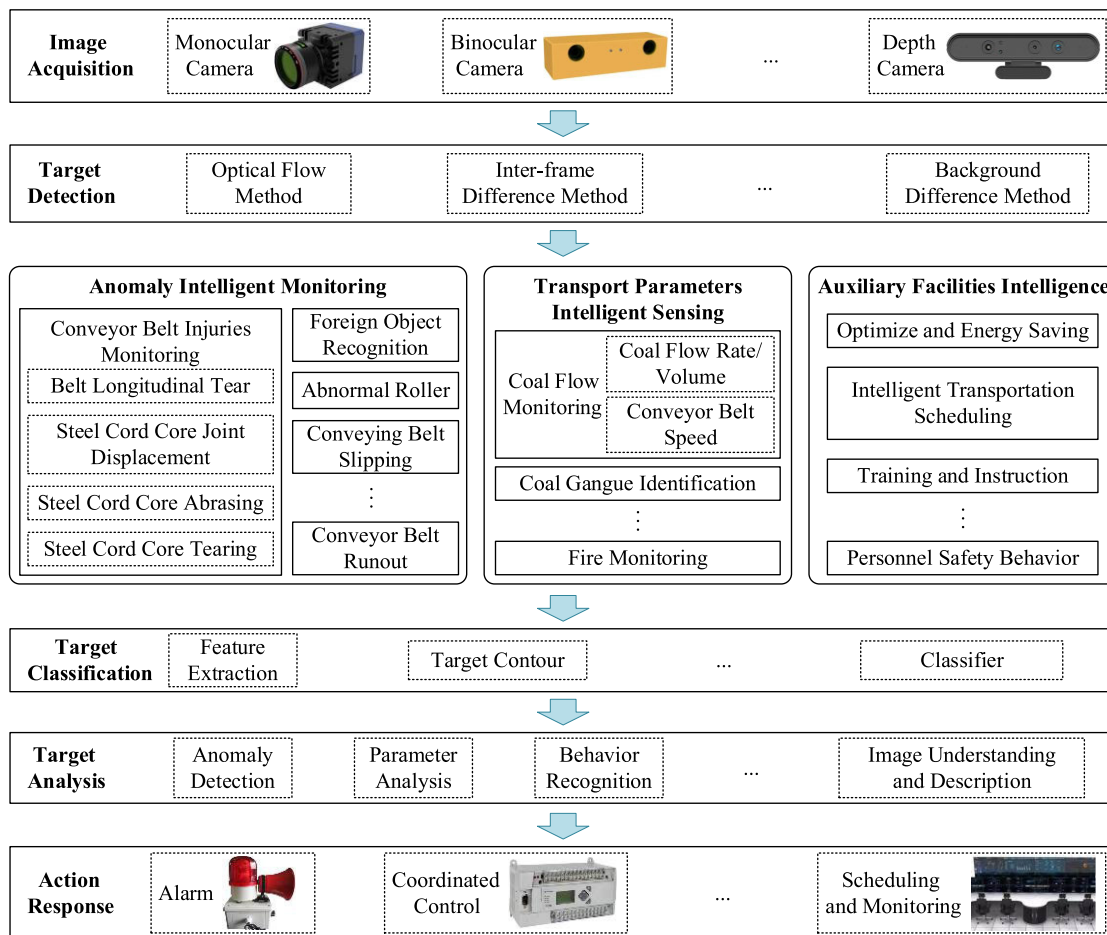 Image
Acquisition
Monocular
Camera
Binocular
Camera
...
Depth
Camera
Target
Detection
Optical Flow
Method
Inter-frame
Difference Method
...
Background
Difference Method
Anomaly Intelligent Monitoring
Conveyor Belt Injuries
Monitoring
Belt Longitudinal Tear
Steel Cord Core Joint
Displacement
Steel Cord Core Abrasing
Steel Cord Core Tearing
Foreign Object
Recognition
Abnormal Roller
Conveying Belt
Slipping
⋮
Conveyor Belt
Runout
Transport Parameters
Intelligent Sensing
Coal Flow
Monitoring
Coal Flow Rate/
Volume
Conveyor Belt
Speed
Coal Gangue Identification
⋮
Fire Monitoring
Auxiliary Facilities Intelligence
Optimize and Energy Saving
Intelligent Transportation
Scheduling
Training and Instruction
⋮
Personnel Safety Behavior
Target
Classification
Feature
Extraction
Target Contour
...
Classifier
Target
Analysis
Anomaly
Detection
Parameter
Analysis
Behavior
Recognition
...
Image Understanding
and Description
Action
Response
Alarm
Coordinated
Control
...
Scheduling
and Monitoring